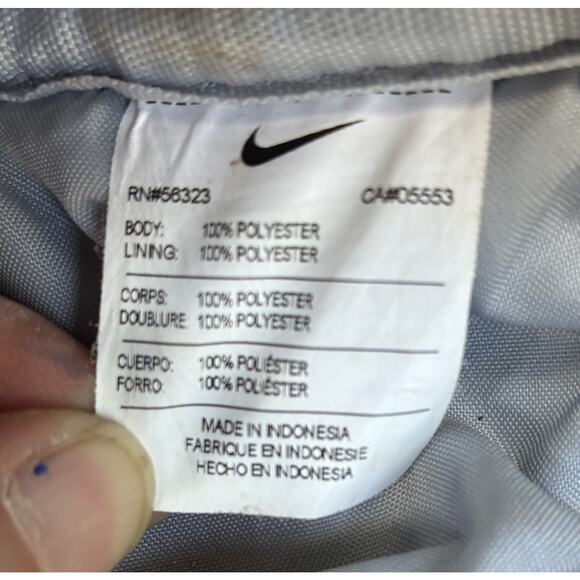 RN#56323 CA#05553
BODY: 100% POLYESTER
LINING: 100% POLYESTER
CORPS: 100% POLYESTER
DOUBLURE: 100% POLYESTER
CUERPO: 100% POLIÉSTER
FORRO: 100% POLIÉSTER
MADE IN INDONESIA
FABRIQUE EN INDONESIE
HECHO EN INDONESIA